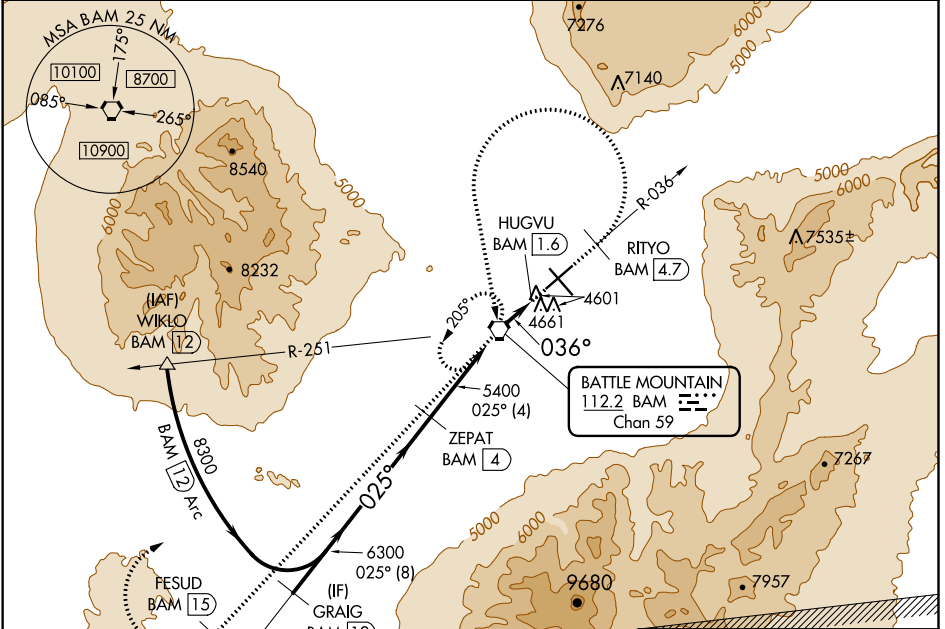 MSA BAM 25 NM
175°
10100
8700
085°
265°
10900
7276
6000
5000
7140
8540
5000
6000
8232
R-036
5000
6000
HUGVU
BAM 1.6
RITYO
BAM 4.7
7535±
(IAF)
WIKLO
BAM 12
205°
4601
4661
R-251
036°
BATTLE MOUNTAIN
112.2 BAM
Chan 59
5400
025° (4)
ZEPAT
BAM 4
8300
BAM 12 Arc
025°
7267
5000
6000
6300
025° (8)
FESUD
BAM 15
(IF)
GRAIG
9680
7957